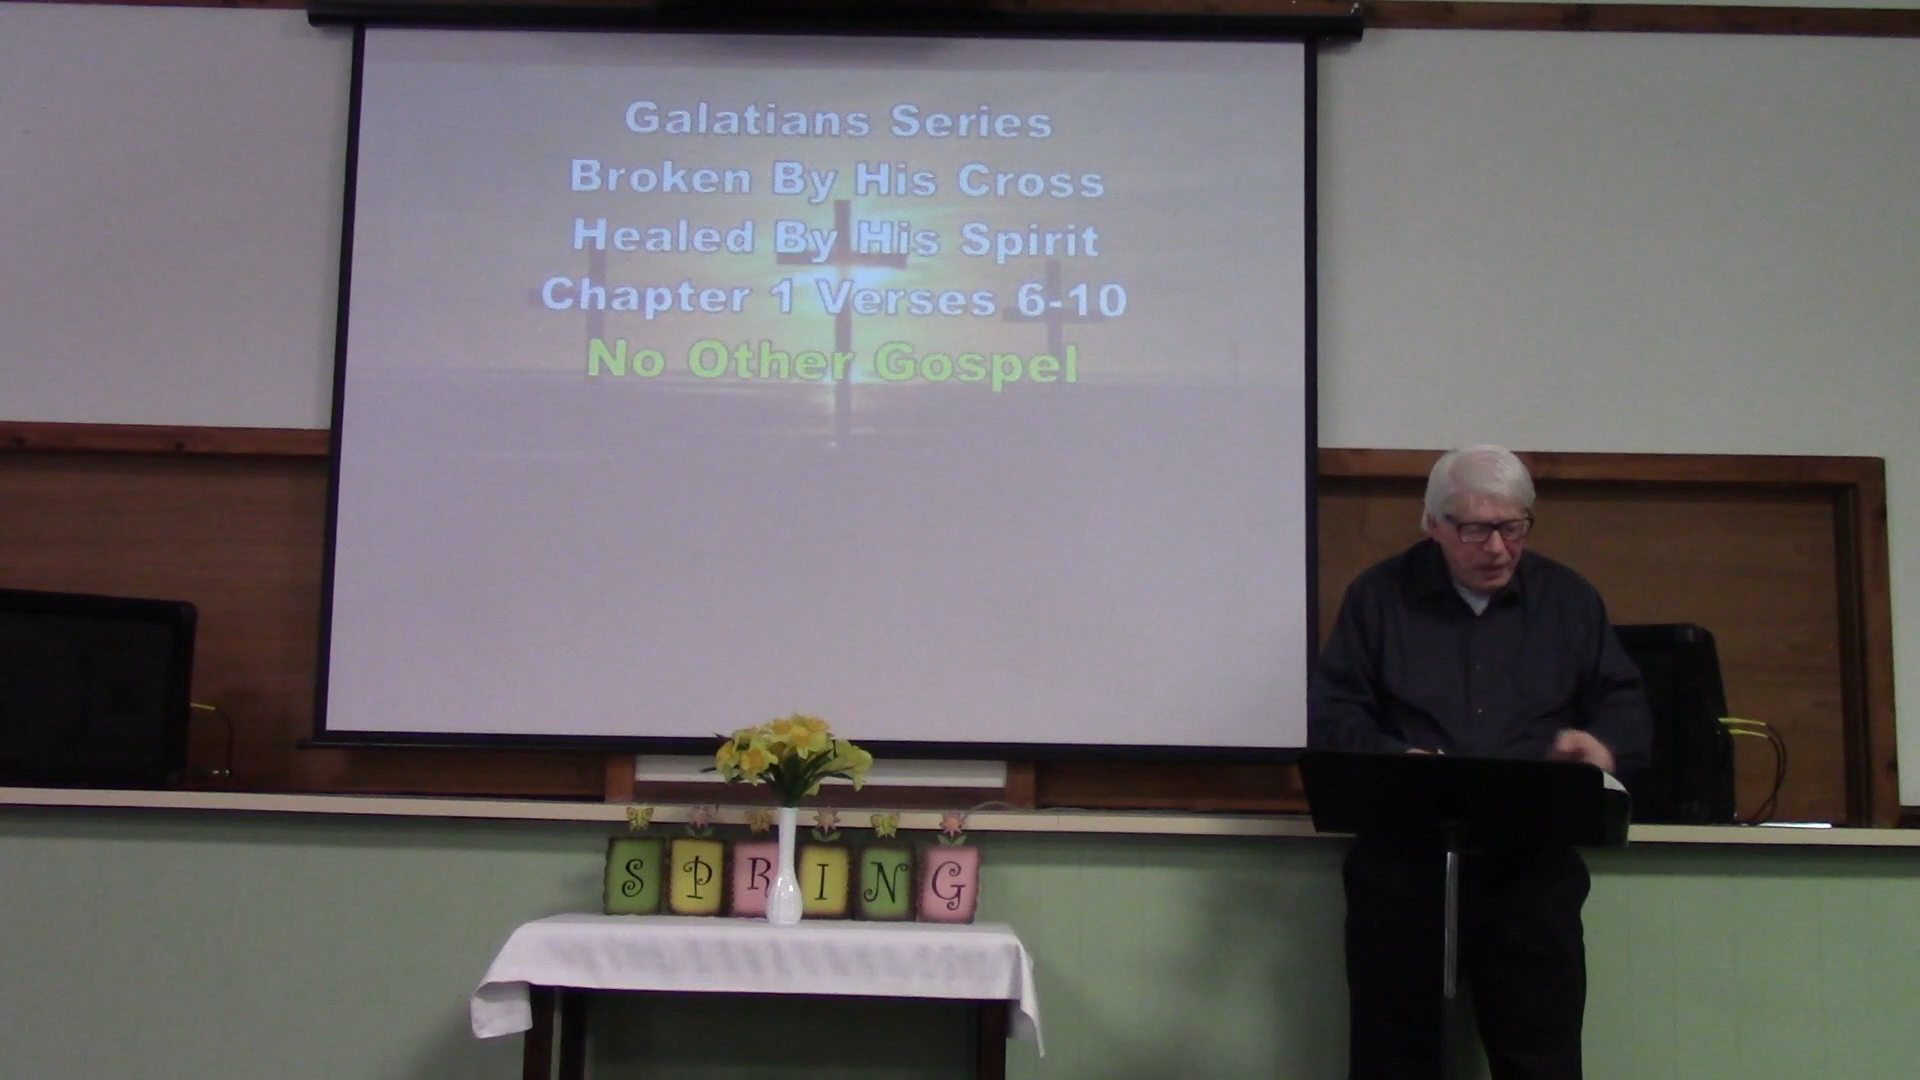 Galatians Series
Broken By His Cross
Healed By His Spirit
Chapter 1 Verses 6-10
No Other Gospel
SPRING